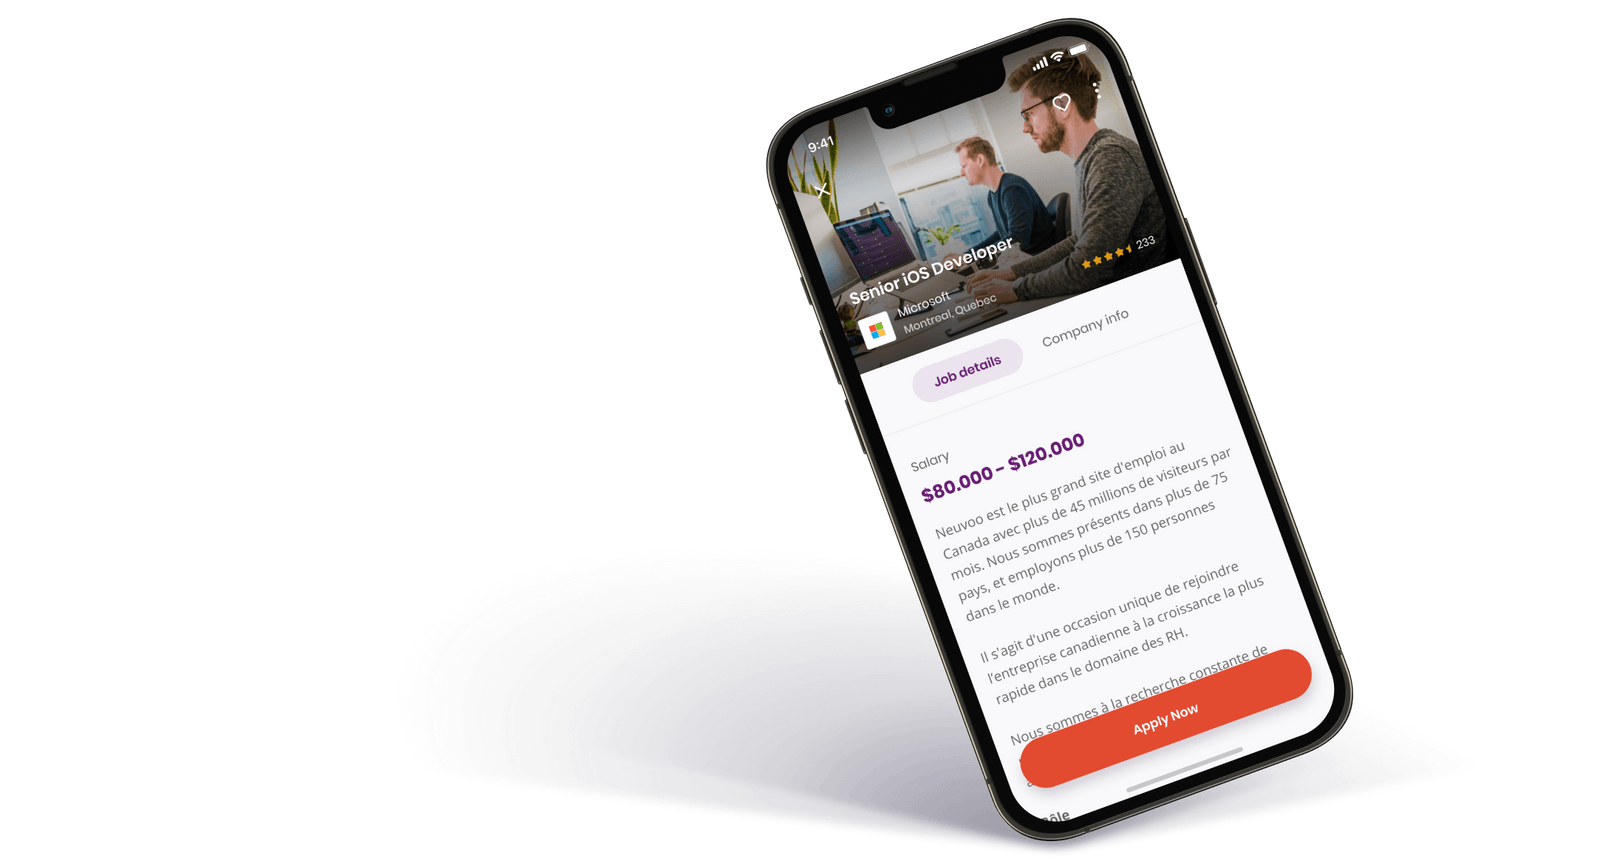 9:41
Senior iOS Developer
Microsoft
Montreal, Quebec
233
Job details
Company info
Salary
$80.000 - $120.000
Neuvoo est le plus grand site d'emploi au
Canada avec plus de 45 millions de visiteurs par
mois. Nous sommes présents dans plus de 75
pays, et employons plus de 150 personnes
dans le monde.
Il s'agit d'une occasion unique de rejoindre
l'entreprise canadienne à la croissance la plus
rapide dans le domaine des RH.
Nous sommes à la recherche constante de
Apply Now